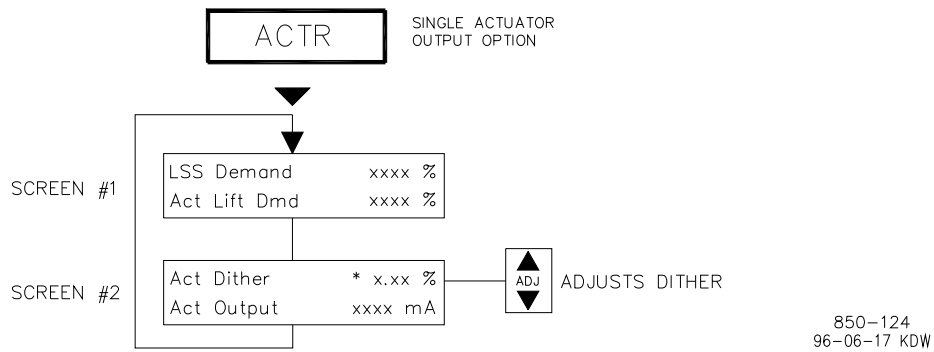 ACTR
SINGLE ACTUATOR
OUTPUT OPTION
SCREEN #1
LSS Demand xxxx %
Act Lift Dmd xxxx %
SCREEN #2
Act Dither * x.xx %
Act Output xxxx mA
ADJ
ADJUSTS DITHER
850-124
96-06-17 KDW